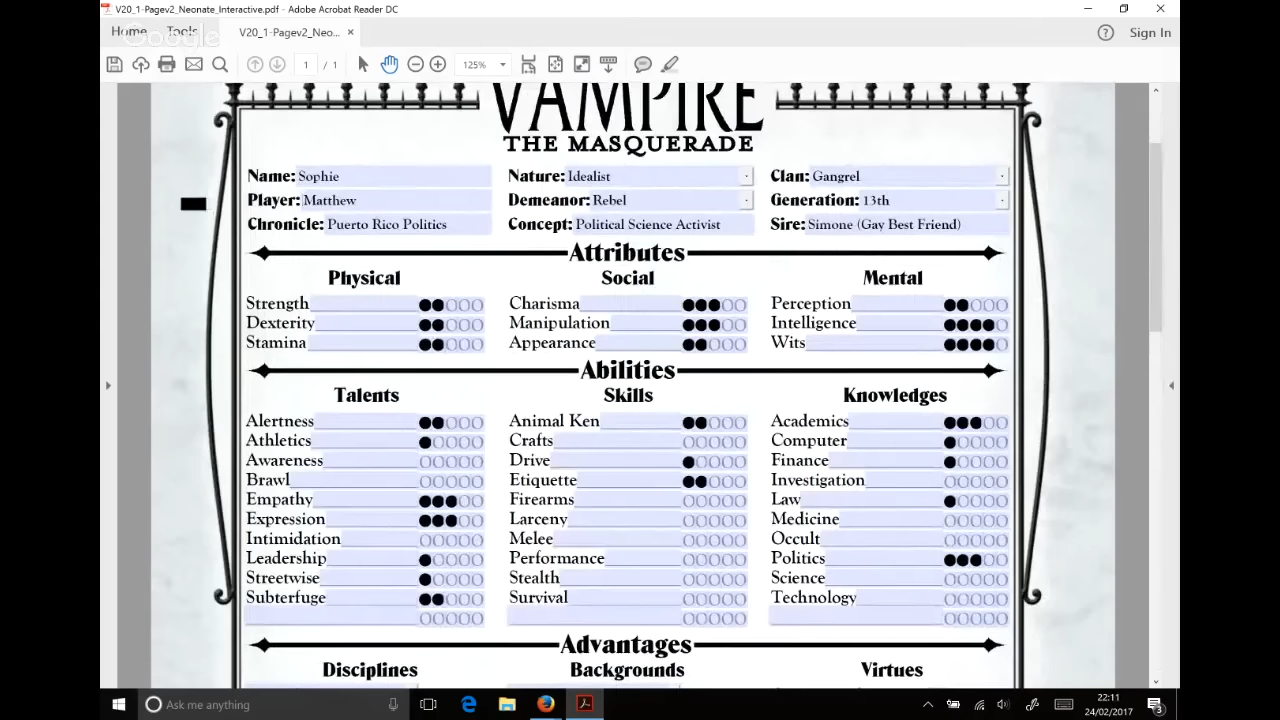 V20_1-Pagev2_Neonate_Interactive.pdf - Adobe Acrobat Reader DC
Home Tools V20_1-Pagev2_Neo... × ? Sign In
Google
1 / 1 125%
VAMPIRE
THE MASQUERADE
Name: Sophie Nature: Idealist Clan: Gangrel
Player: Matthew Demeanor: Rebel Generation: 13th
Chronicle: Puerto Rico Politics Concept: Political Science Activist Sire: Simone (Gay Best Friend)
Attributes
Physical Social Mental
Strength Charisma Perception
Dexterity Manipulation Intelligence
Stamina Appearance Wits
Abilities
Talents Skills Knowledges
Alertness Animal Ken Academics
Athletics Crafts Computer
Awareness Drive Finance
Brawl Etiquette Investigation
Empathy Firearms Law
Expression Larceny Medicine
Intimidation Melee Occult
Leadership Performance Politics
Streetwise Stealth Science
Subterfuge Survival Technology
Advantages
Disciplines Backgrounds Virtues
Ask me anything
22:11
24/02/2017
3